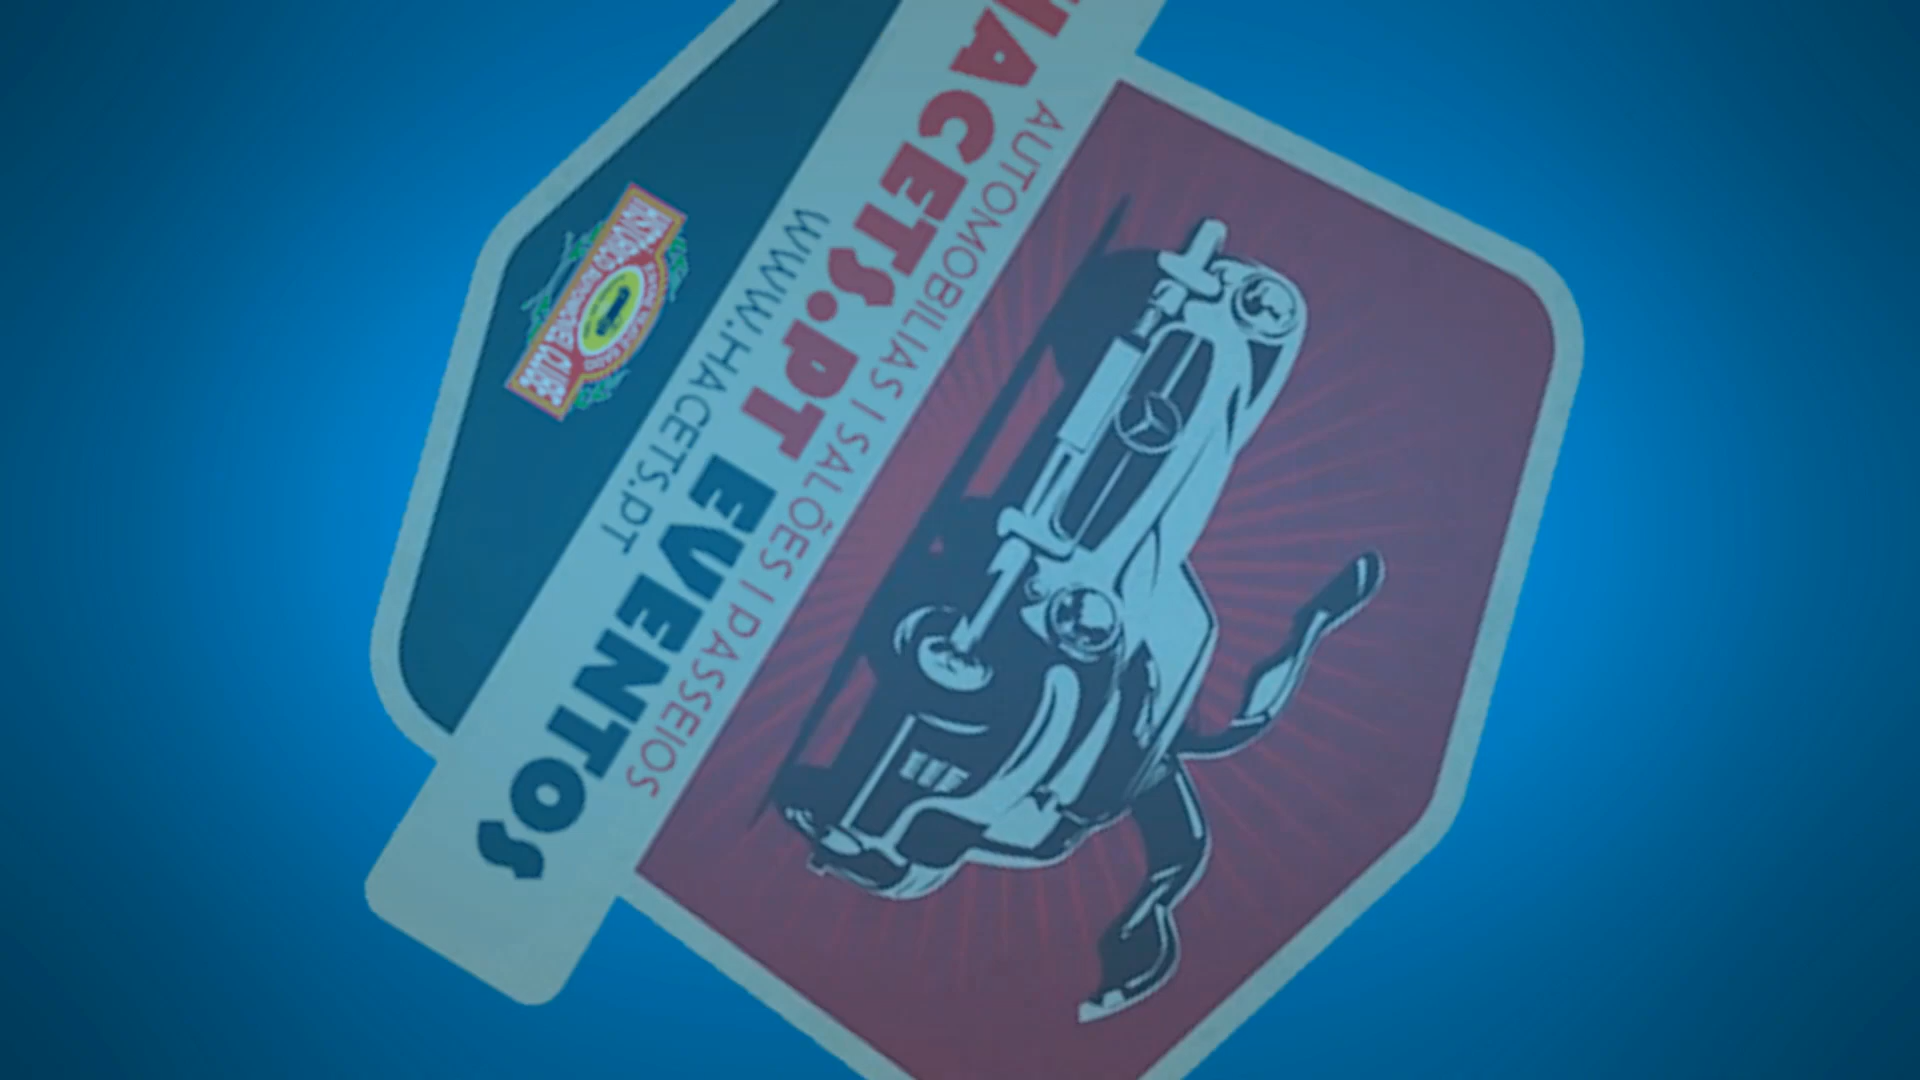 AUTOMOBILIAS | SALÕES | PASSEIOS
HACETS.PT EVENTOS
WWW.HACETS.PT